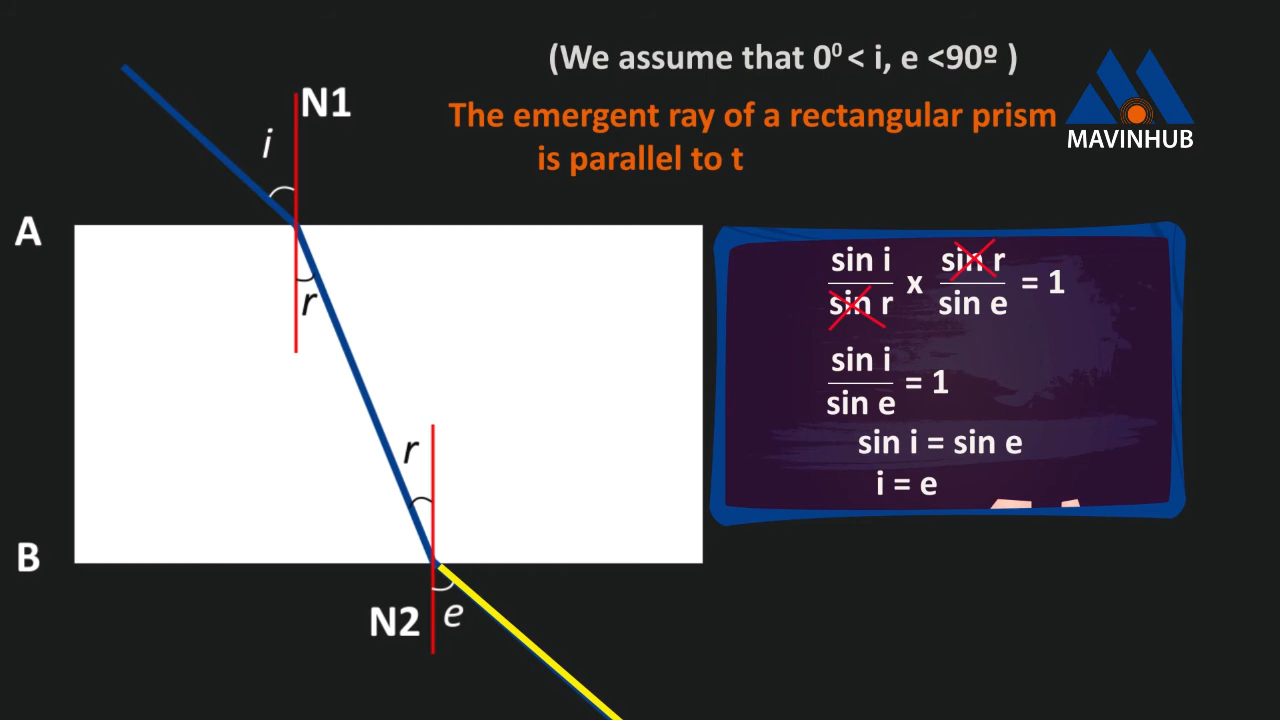 (We assume that 0⁰ < i, e <90º )
The emergent ray of a rectangular prism
is parallel to t
MAVINHUB
N1
i
A
r
sin i
sin r
x
sin r
sin e
= 1
sin i
sin e
= 1
sin i = sin e
i = e
r
B
N2
e